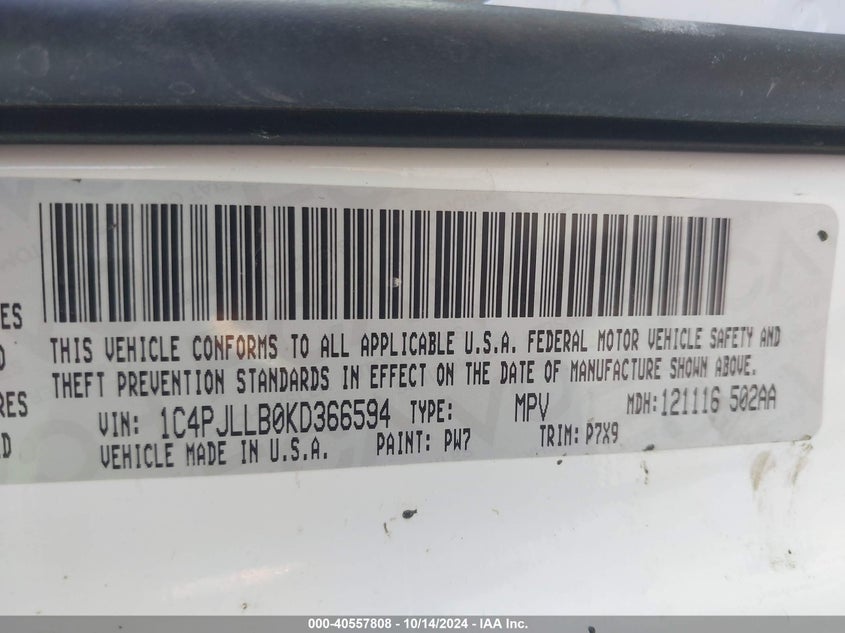 ES
THIS VEHICLE CONFORMS TO ALL APPLICABLE U.S.A. FEDERAL MOTOR VEHICLE SAFETY AND
THEFT PREVENTION STANDARDS IN EFFECT ON THE DATE OF MANUFACTURE SHOWN ABOVE.
RES
VIN: 1C4PJLLB0KD366594 TYPE: MPV MDH:121116 502AA
VEHICLE MADE IN U.S.A. PAINT: PW7 TRIM: P7X9
000-40557808 - 10/14/2024 - IAA Inc.